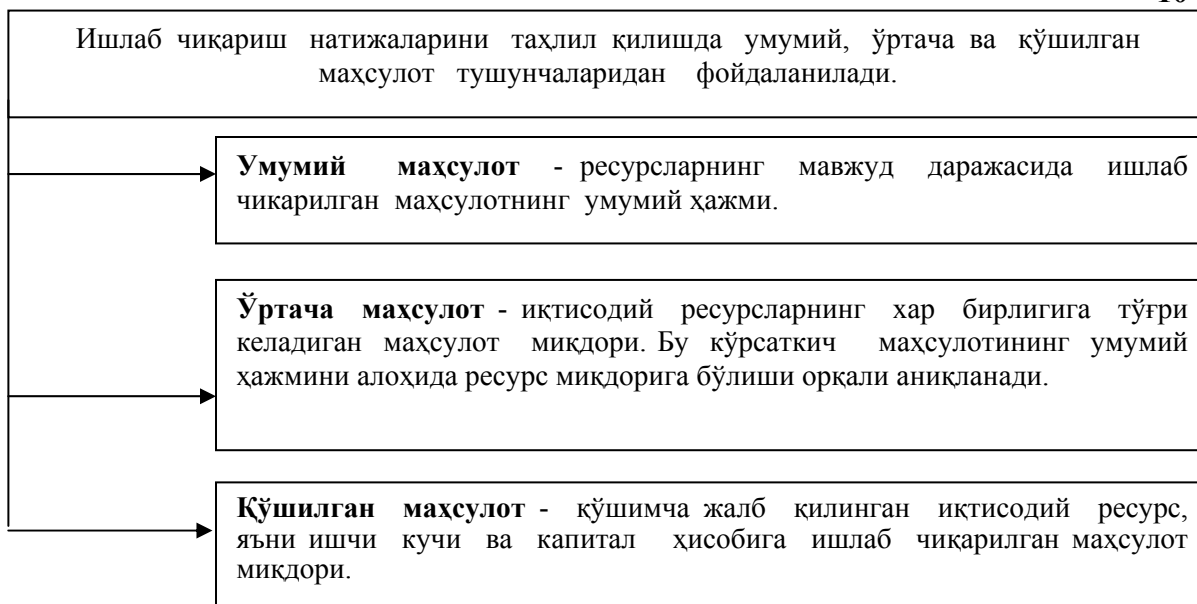 Ишлаб чиқариш натижаларини таҳлил қилишда умумий, ўртача ва қўшилган
маҳсулот тушунчаларидан фойдаланилади.
Умумий маҳсулот - ресурсларнинг мавжуд даражасида ишлаб
чикарилган маҳсулотнинг умумий ҳажми.
Ўртача маҳсулот - иқтисодий ресурсларнинг хар бирлигига тўғри
келадиган маҳсулот миқдори. Бу кўрсаткич маҳсулотининг умумий
ҳажмини алоҳида ресурс миқдорига бўлиши орқали аниқланади.
Қўшилган маҳсулот - қўшимча жалб қилинган иқтисодий ресурс,
яъни ишчи кучи ва капитал ҳисобига ишлаб чиқарилган маҳсулот
миқдори.